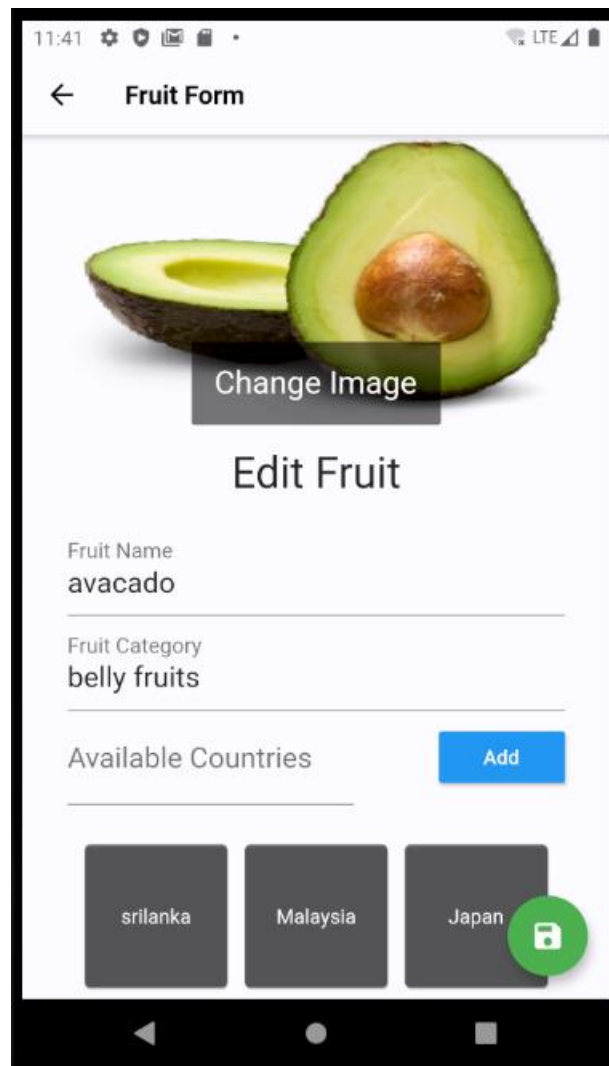 11:41
LTE
Fruit Form
Change Image
Edit Fruit
Fruit Name
avacado
Fruit Category
belly fruits
Available Countries
Add
srilanka
Malaysia
Japan